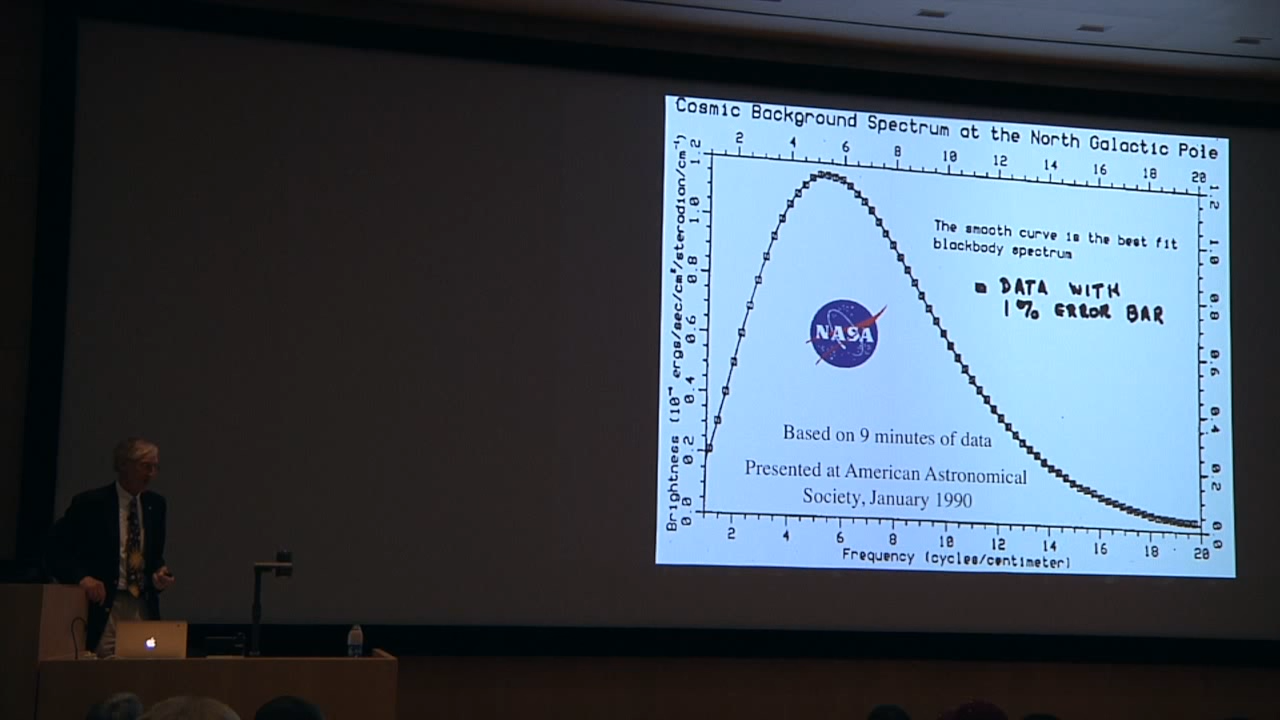 Cosmic Background Spectrum at the North Galactic Pole
2 4 6 8 10 12 14 16 18 20
1.2 1.0 0.8 0.6 0.4 0.2 0.0
Brightness (10⁻⁴ ergs/sec/cm²/sterodion/cm⁻¹)
The smooth curve is the best fit
blackbody spectrum
DATA WITH
1% ERROR BAR
NASA
Based on 9 minutes of data
Presented at American Astronomical
Society, January 1990
1.2 1.0 0.8 0.6 0.4 0.2 0.0
2 4 6 8 10 12 14 16 18 20
Frequency (cycles/centimeter)